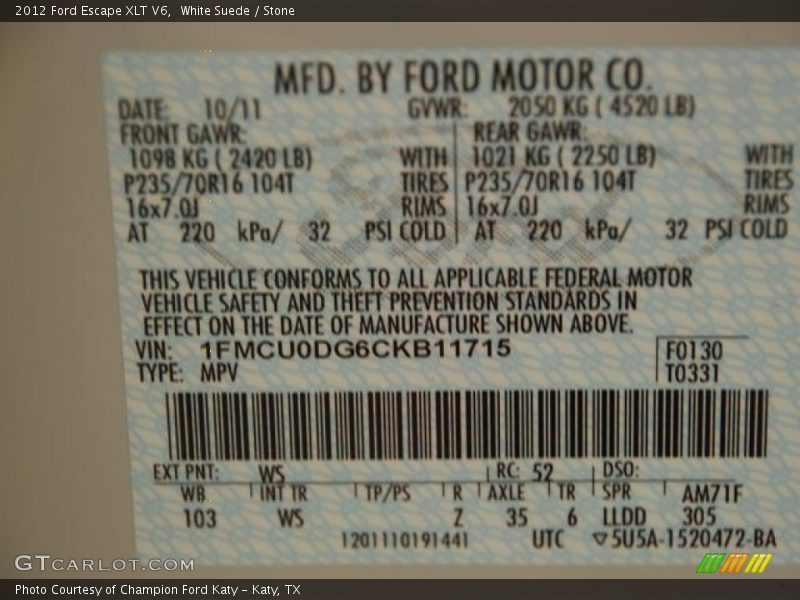 2012 Ford Escape XLT V6,  White Suede / Stone
MFD. BY FORD MOTOR CO.
DATE: 10/11 GVWR: 2050 KG ( 4520 LB)
FRONT GAWR: REAR GAWR:
1098 KG ( 2420 LB) WITH 1021 KG ( 2250 LB) WITH
P235/70R16 104T TIRES P235/70R16 104T TIRES
16x7.0J RIMS 16x7.0J RIMS
AT 220 kPa/ 32 PSI COLD AT 220 kPa/ 32 PSI COLD
THIS VEHICLE CONFORMS TO ALL APPLICABLE FEDERAL MOTOR
VEHICLE SAFETY AND THEFT PREVENTION STANDARDS IN
EFFECT ON THE DATE OF MANUFACTURE SHOWN ABOVE.
VIN: 1FMCU0DG6CKB11715 F0130
TYPE: MPV T0331
EXT PNT: WS RC: 52 DSO:
WB INT TR TP/PS R AXLE TR SPR AM71F
103 WS Z 35 6 LLDD 305
1201110191441 UTC ▽5U5A-1520472-BA
GTCARLOT.COM
Photo Courtesy of Champion Ford Katy – Katy, TX